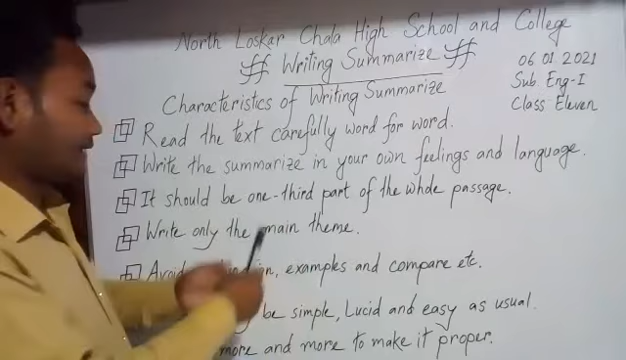 North Loskar Chala High School and College
Writing Summarize
06 01 2021
Sub. Eng-I
Class Eleven
Characteristics of Writing Summarize
Read the text carefully word for word.
Write the summarize in your own feelings and language.
It should be one-third part of the whole passage.
Write only the main theme.
Avoid examples and compare etc.
be simple, Lucid and easy as usual.
more and more to make it proper.